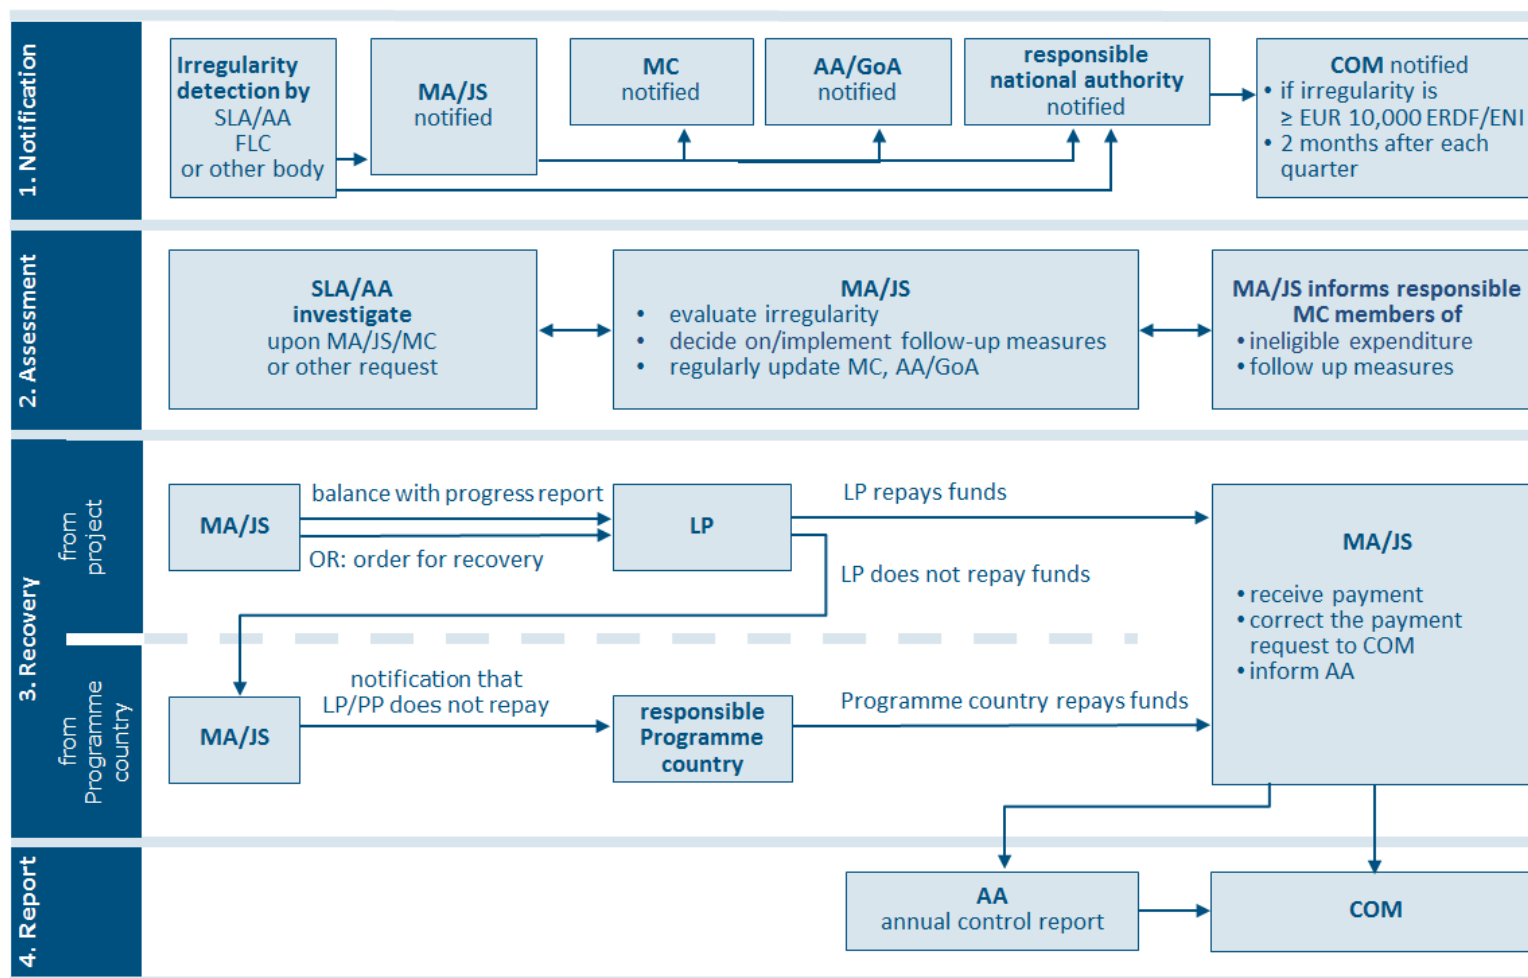 1. Notification
Irregularity
detection by
SLA/AA
FLC
or other body
MA/JS
notified
MC
notified
AA/GoA
notified
responsible
national authority
notified
COM notified
• if irregularity is
≥ EUR 10,000 ERDF/ENI
• 2 months after each
quarter
2. Assessment
SLA/AA
investigate
upon MA/JS/MC
or other request
MA/JS
• evaluate irregularity
• decide on/implement follow-up measures
• regularly update MC, AA/GoA
MA/JS informs responsible
MC members of
• ineligible expenditure
• follow up measures
3. Recovery
from
project
MA/JS
balance with progress report
OR: order for recovery
LP
LP repays funds
LP does not repay funds
MA/JS
• receive payment
• correct the payment
request to COM
• inform AA
from
Programme
country
MA/JS
notification that
LP/PP does not repay
responsible
Programme
country
Programme country repays funds
4. Report
AA
annual control report
COM